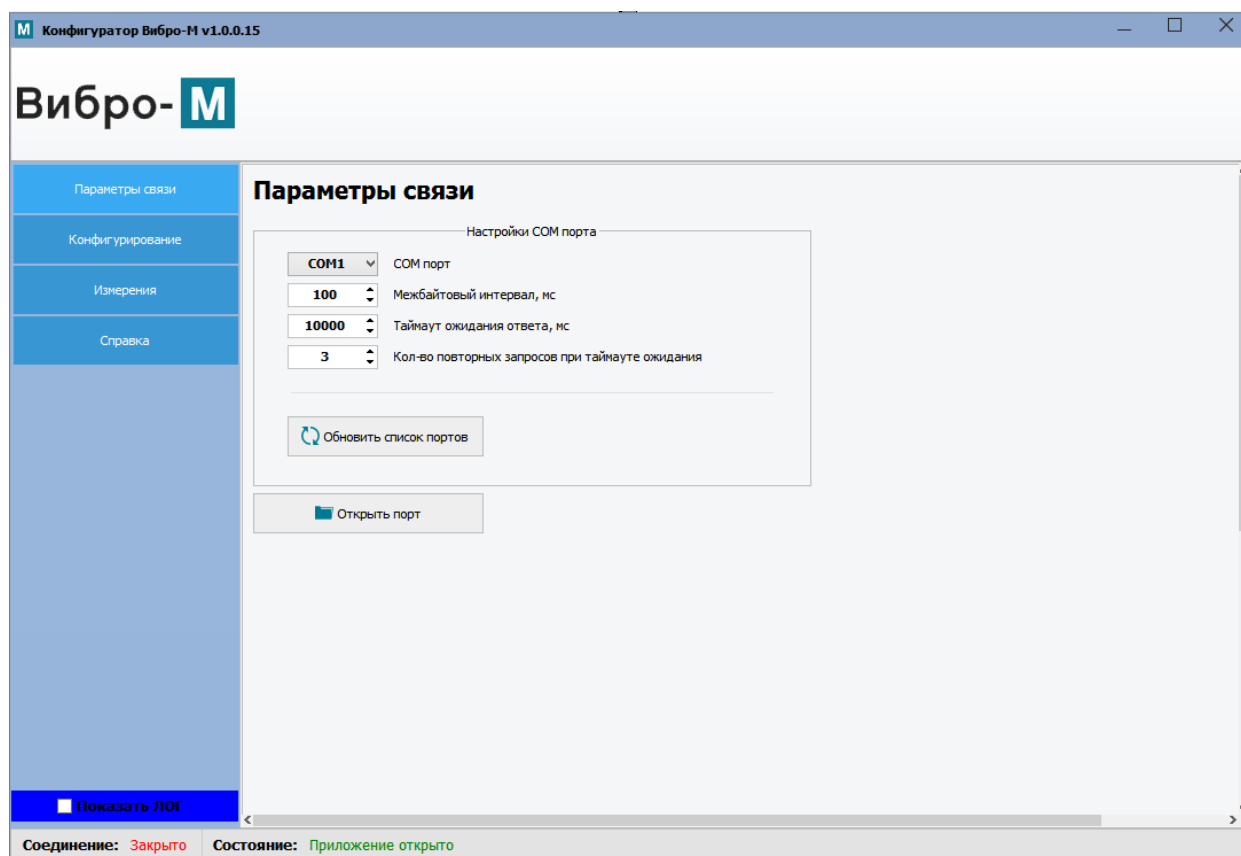 M Конфигуратор Вибро-М v1.0.0.15
Вибро- M
Параметры связи
Конфигурирование
Измерения
Справка
Параметры связи
Настройки COM порта
COM1 COM порт
100 Межбайтовый интервал, мс
10000 Таймаут ожидания ответа, мс
3 Кол-во повторных запросов при таймауте ожидания
Обновить список портов
Открыть порт
Показать ЛОГ
Соединение: Закрыто Состояние: Приложение открыто